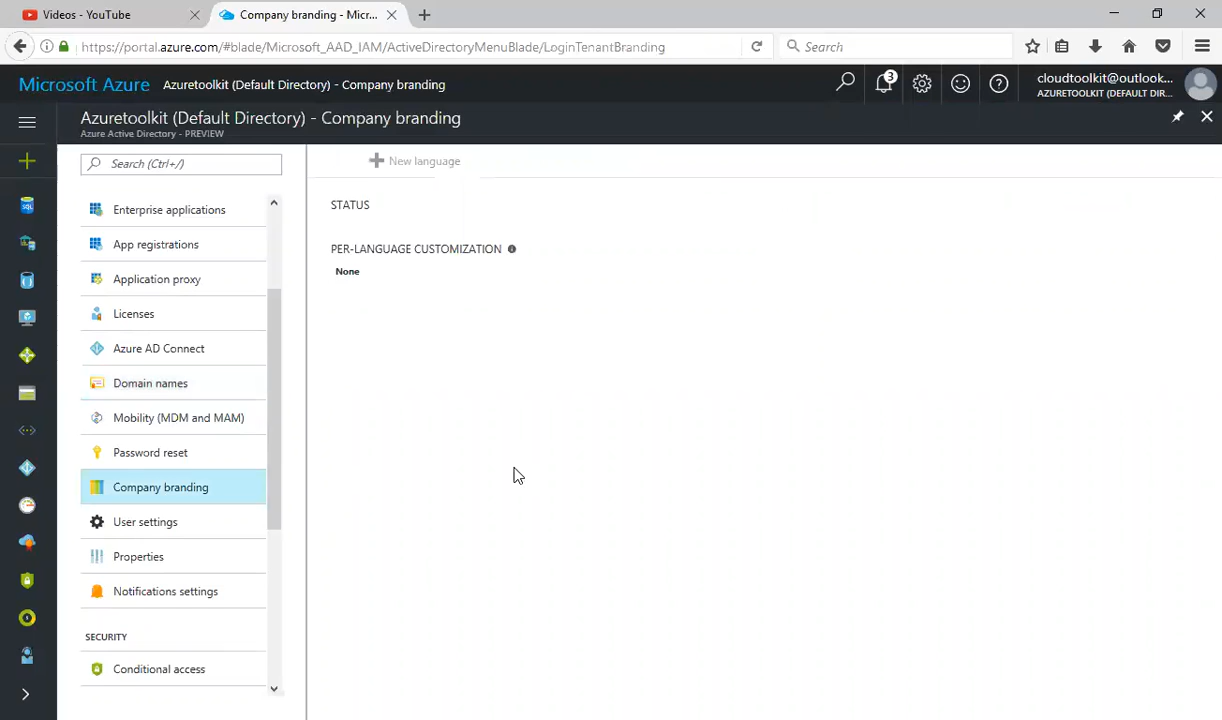 Videos - YouTube
Company branding - Micr...
https://portal.azure.com/#blade/Microsoft_AAD_IAM/ActiveDirectoryMenuBlade/LoginTenantBranding
Search
Microsoft Azure
Azuretoolkit (Default Directory) - Company branding
3
cloudtoolkit@outlook...
AZURETOOLKIT (DEFAULT DIR...
Azuretoolkit (Default Directory) - Company branding
Azure Active Directory - PREVIEW
Search (Ctrl+/)
New language
Enterprise applications
App registrations
Application proxy
Licenses
Azure AD Connect
Domain names
Mobility (MDM and MAM)
Password reset
Company branding
User settings
Properties
Notifications settings
SECURITY
Conditional access
STATUS
PER-LANGUAGE CUSTOMIZATION
None
SQL